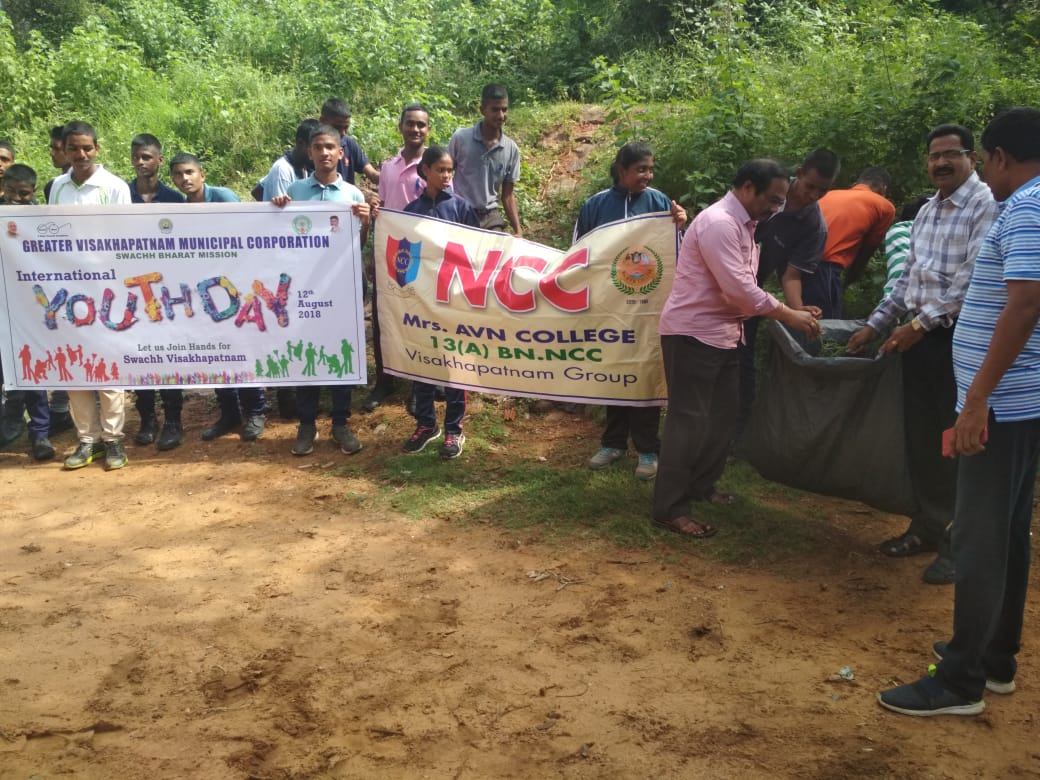 GREATER VISAKHAPATNAM MUNICIPAL CORPORATION
SWACHH BHARAT MISSION
International
YOUTH DAY
12th
August
2018
Let us Join Hands for
Swachh Visakhapatnam
NCC
NCC
Mrs. AVN COLLEGE
13(A) BN.NCC
Visakhapatnam Group